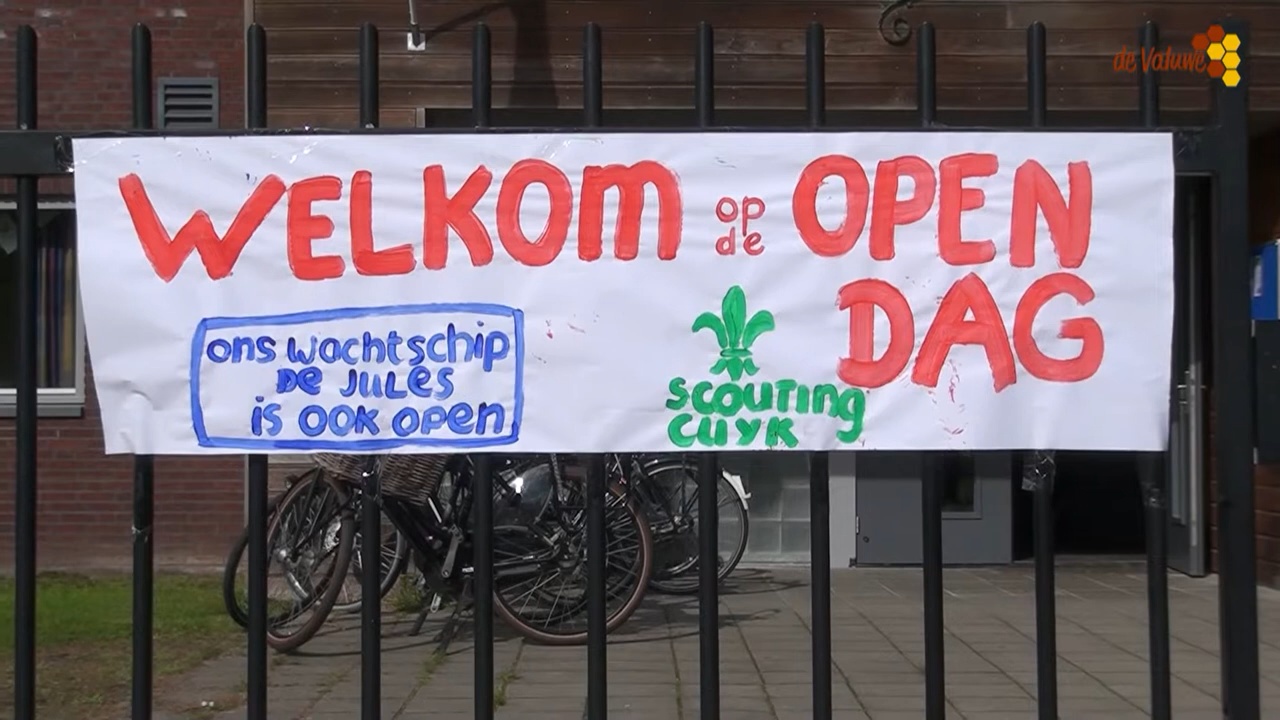 de Valuwe
WELKOM op de OPEN
DAG
ons wachtschip
DE JULES
is OOK open
scouting
CUYK